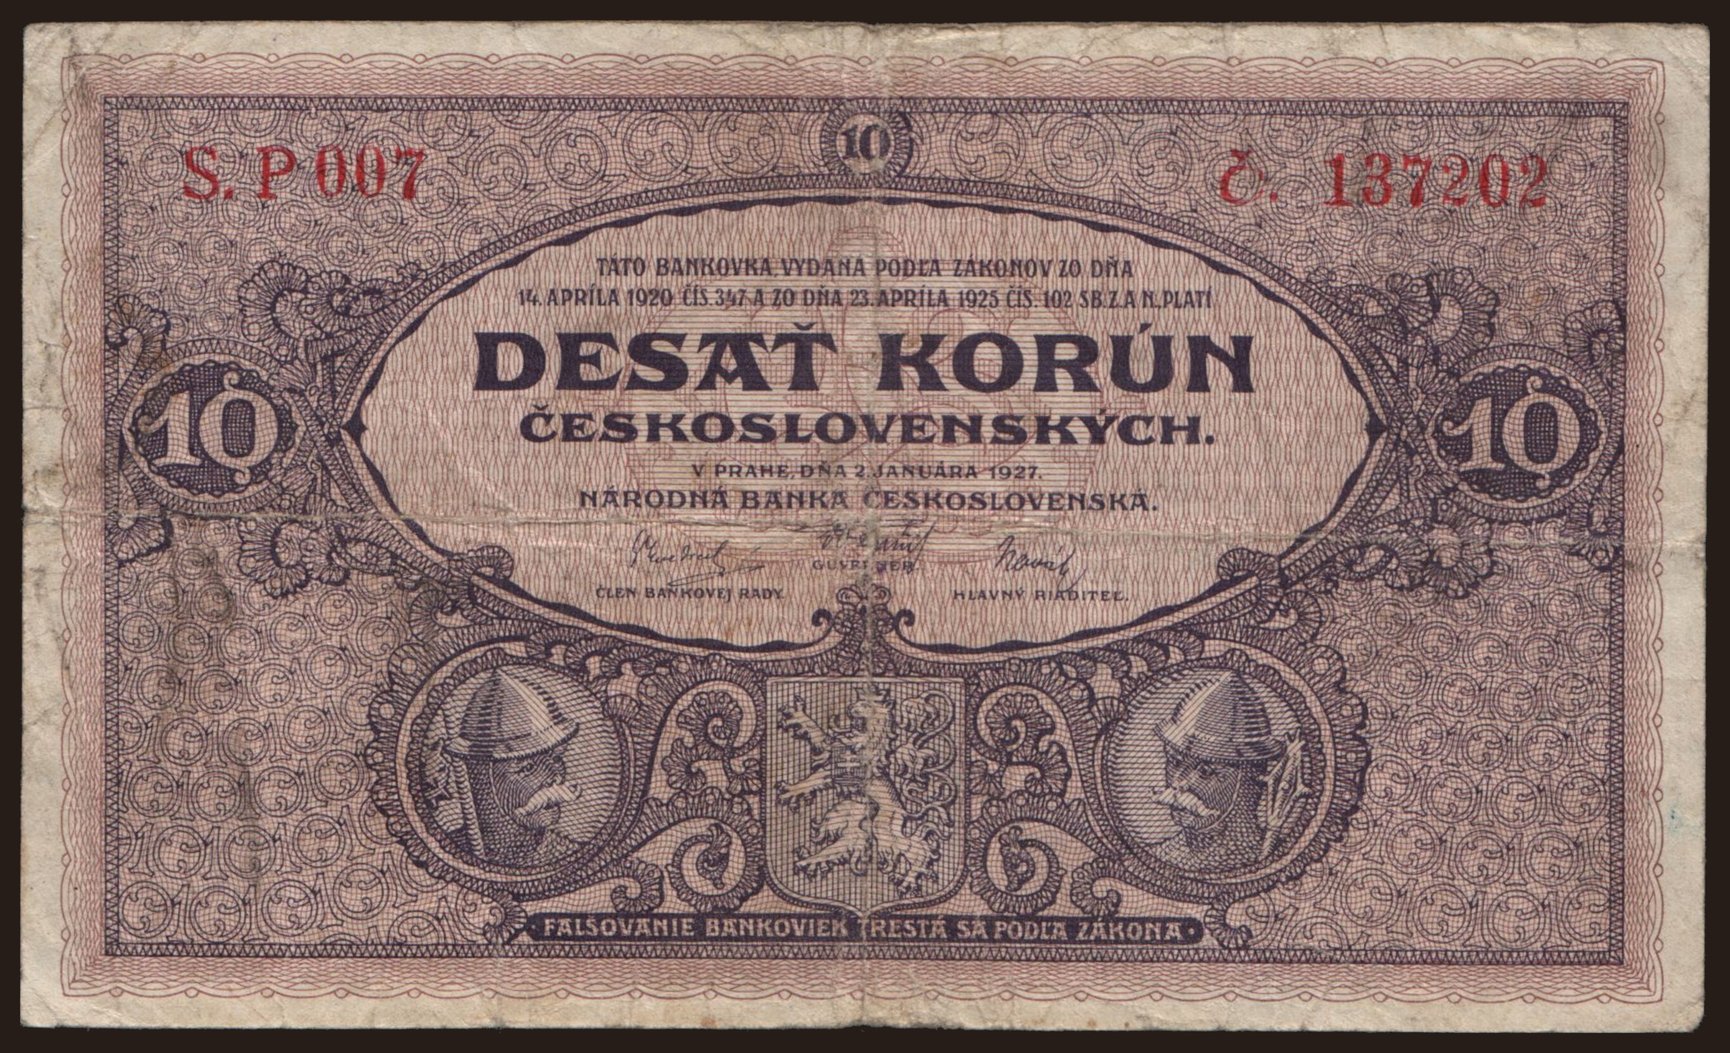 10
S. P 007
Č. 137202
TÁTO BANKOVKA, VYDANÁ PODĽA ZÁKONOV ZO DŇA
14. APRÍLA 1920 ČÍS 347 A ZO DŇA 23. APRÍLA 1925 ČÍS. 102 SB. Z. A N. PLATÍ
DESAŤ KORÚN
ČESKOSLOVENSKÝCH.
10
10
V PRAHE, DŇA 2. JANUÁRA 1927.
NÁRODNÁ BANKA ČESKOSLOVENSKÁ.
GUVERNÉR.
ČLEN BANKOVEJ RADY.
HLAVNÝ RIADITEĽ.
· FALŠOVANIE BANKOVIEK TRESTÁ SA PODĽA ZÁKONA ·